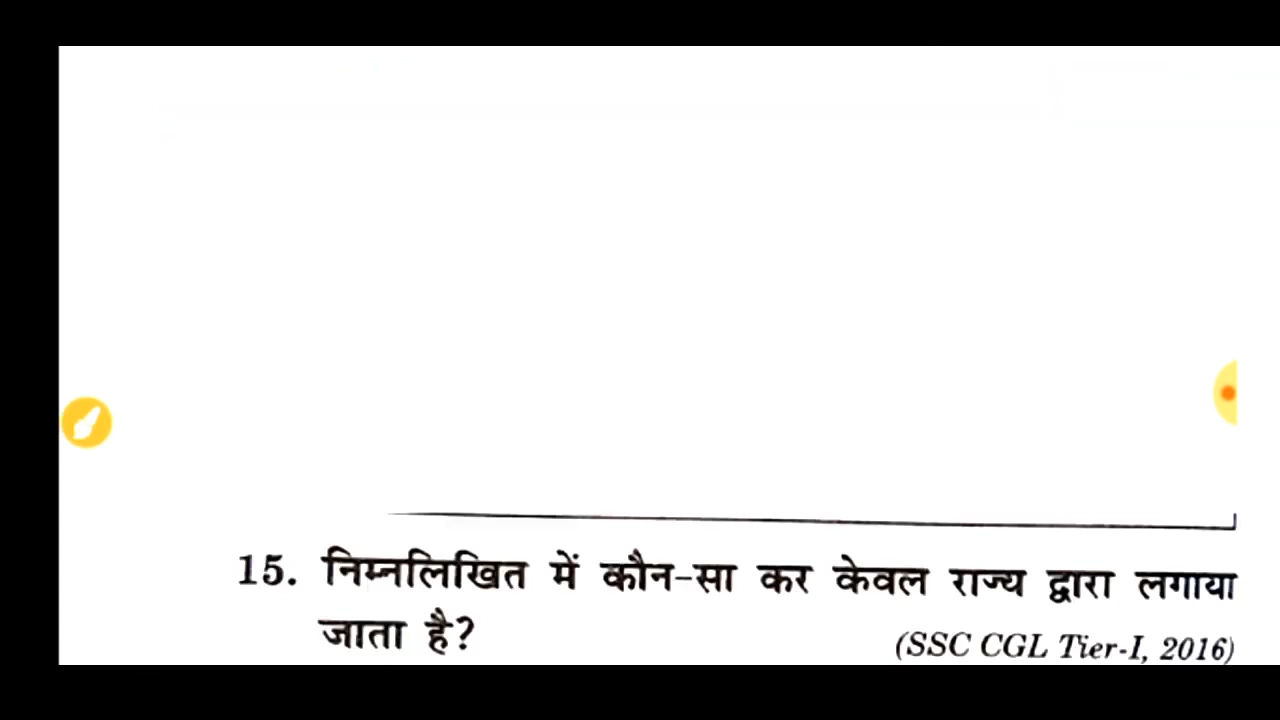 15. निम्नलिखित में कौन-सा कर केवल राज्य द्वारा लगाया
जाता है? (SSC CGL Tier-I, 2016)